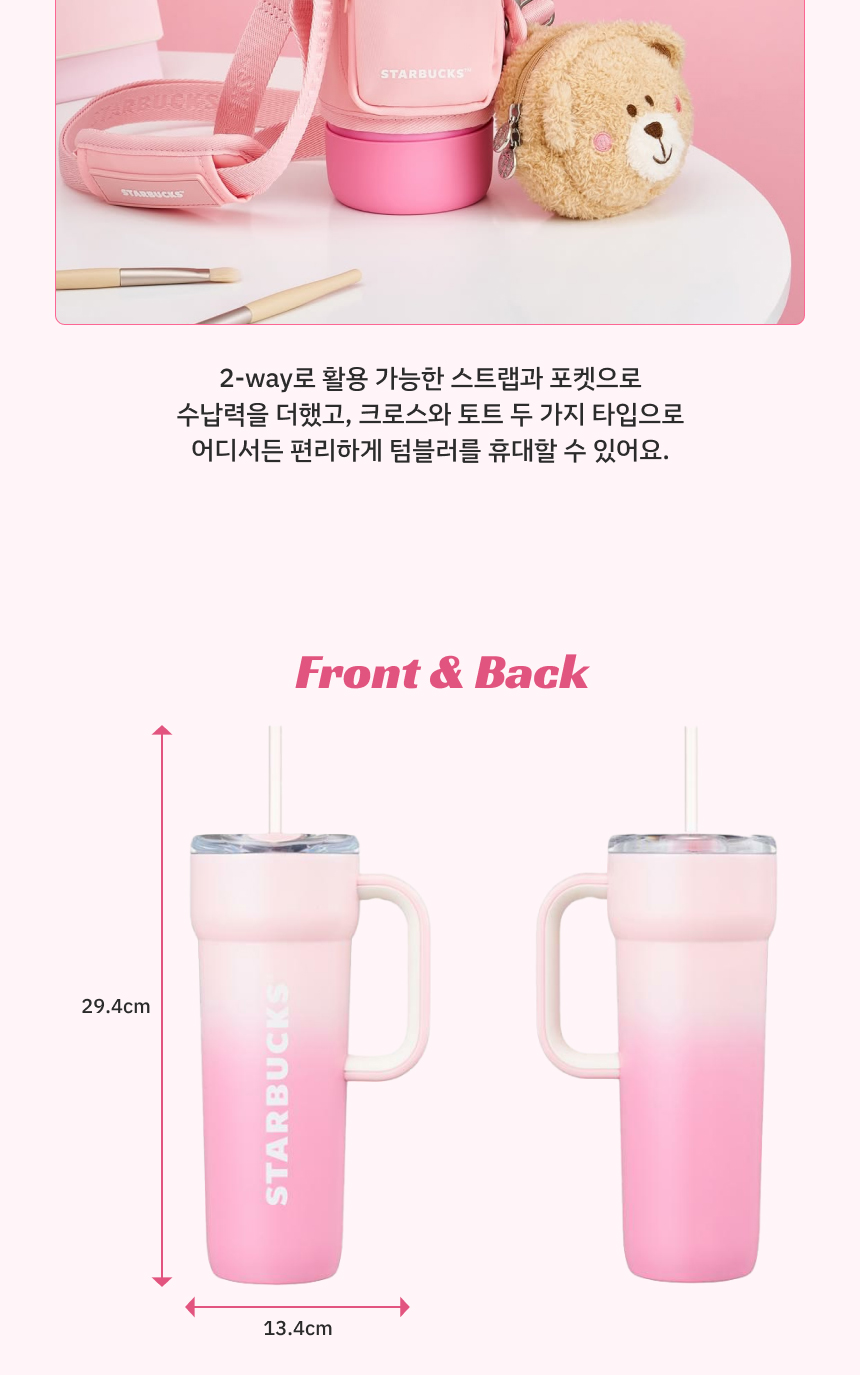 STARBUCKS™
STARBUCKS
STARBUCKS
2-way로 활용 가능한 스트랩과 포켓으로
수납력을 더했고, 크로스와 토트 두 가지 타입으로
어디서든 편리하게 텀블러를 휴대할 수 있어요.
Front & Back
29.4cm
STARBUCKS
13.4cm